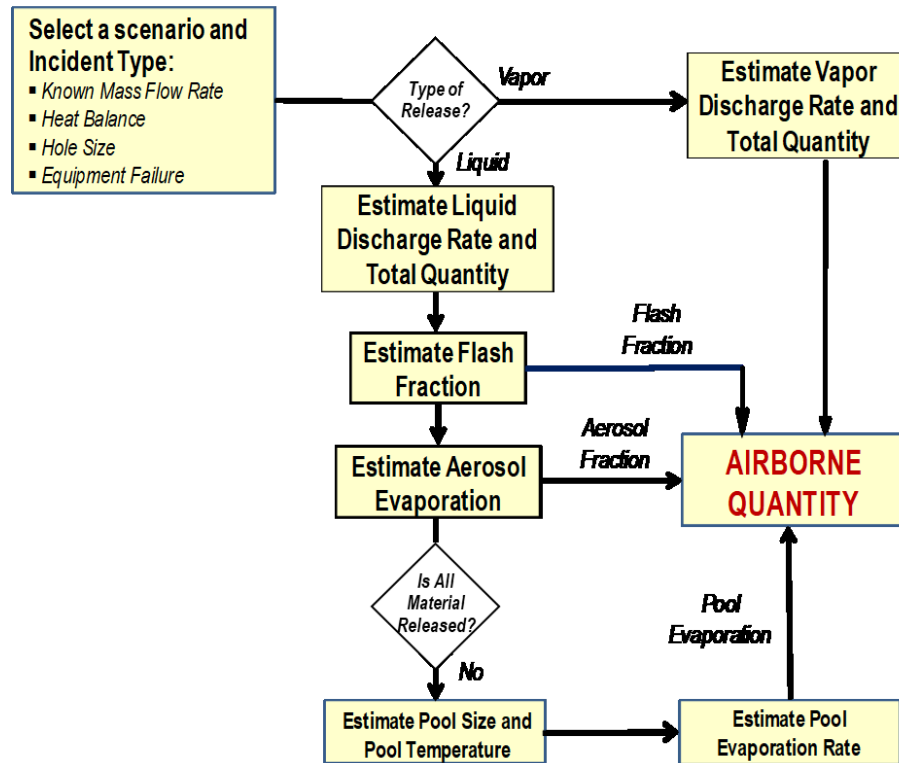 Select a scenario and
Incident Type:
▪ Known Mass Flow Rate
▪ Heat Balance
▪ Hole Size
▪ Equipment Failure
Type of
Release?
Vapor
Estimate Vapor
Discharge Rate and
Total Quantity
Liquid
Estimate Liquid
Discharge Rate and
Total Quantity
Flash
Fraction
Estimate Flash
Fraction
Aerosol
Fraction
Estimate Aerosol
Evaporation
AIRBORNE
QUANTITY
Is All
Material
Released?
Pool
Evaporation
No
Estimate Pool Size and
Pool Temperature
Estimate Pool
Evaporation Rate